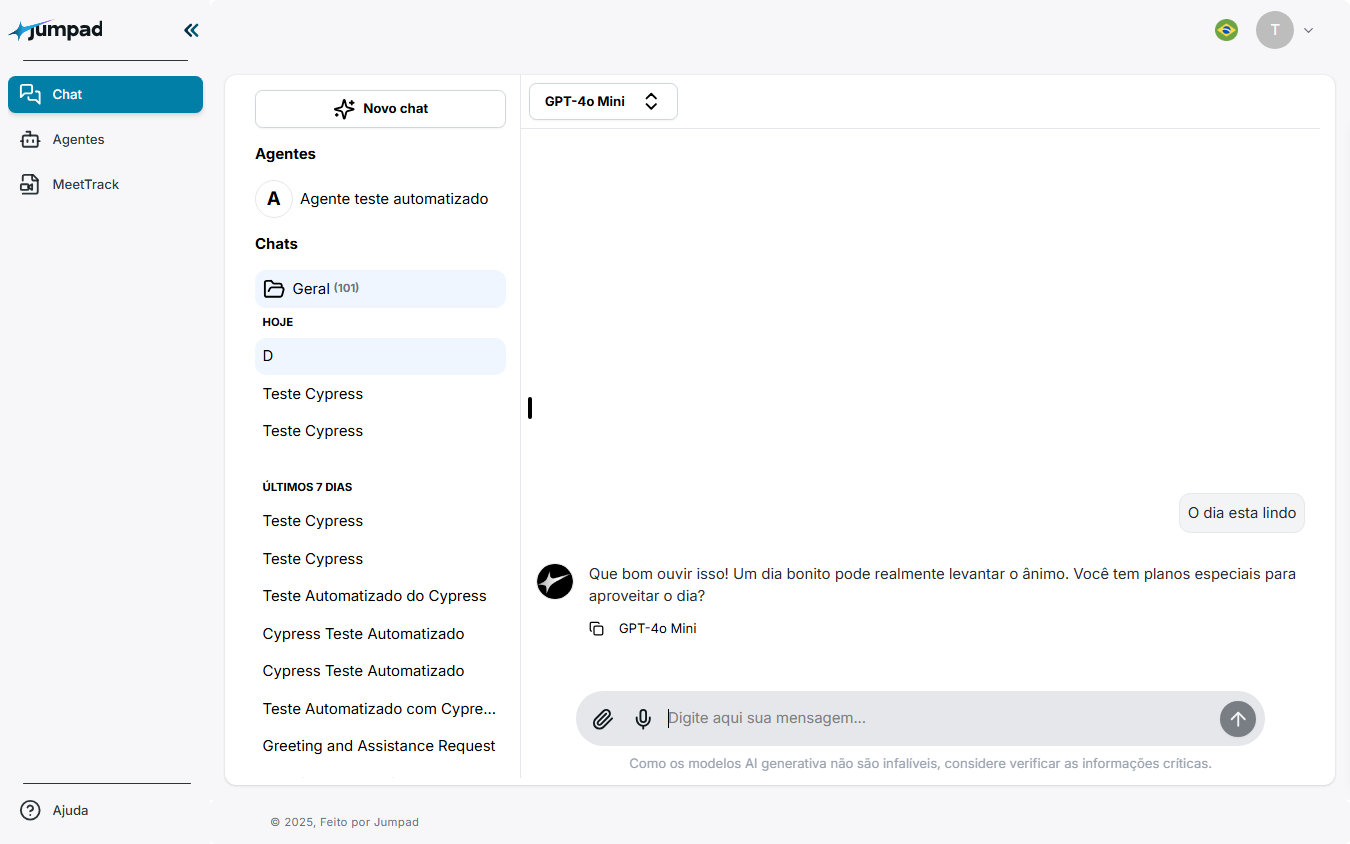 Jumpad
T
Chat
Agentes
MeetTrack
Ajuda
Novo chat
Agentes
A
Agente teste automatizado
Chats
Geral (101)
HOJE
D
Teste Cypress
Teste Cypress
ÚLTIMOS 7 DIAS
Teste Cypress
Teste Cypress
Teste Automatizado do Cypress
Cypress Teste Automatizado
Cypress Teste Automatizado
Teste Automatizado com Cypre...
Greeting and Assistance Request
GPT-4o Mini
O dia esta lindo
Que bom ouvir isso! Um dia bonito pode realmente levantar o ânimo. Você tem planos especiais para
aproveitar o dia?
GPT-4o Mini
Digite aqui sua mensagem...
Como os modelos AI generativa não são infalíveis, considere verificar as informações críticas.
© 2025, Feito por Jumpad